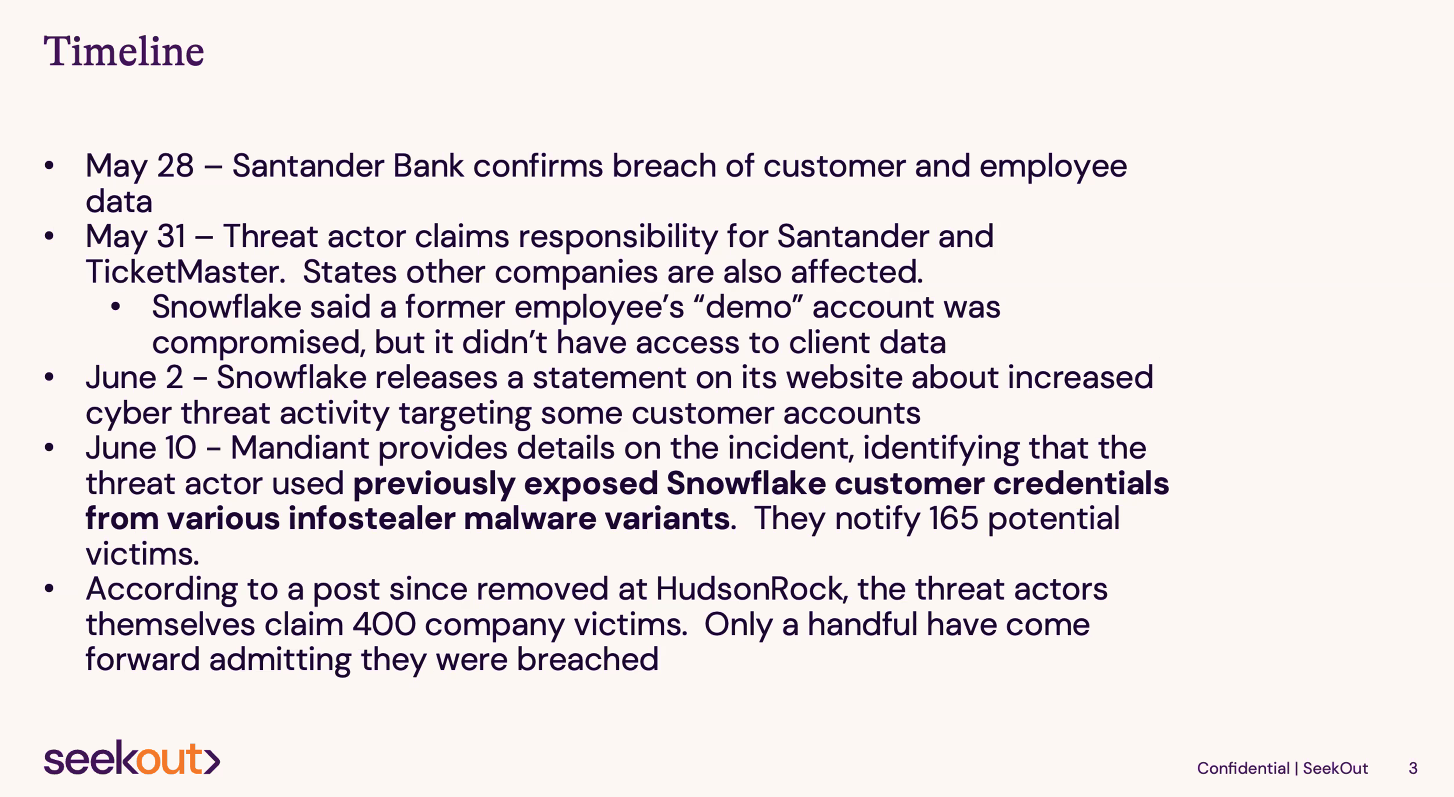 Timeline
• May 28 – Santander Bank confirms breach of customer and employee
data
• May 31 – Threat actor claims responsibility for Santander and
TicketMaster.  States other companies are also affected.
• Snowflake said a former employee’s “demo” account was
compromised, but it didn’t have access to client data
• June 2 - Snowflake releases a statement on its website about increased
cyber threat activity targeting some customer accounts
• June 10 - Mandiant provides details on the incident, identifying that the
threat actor used previously exposed Snowflake customer credentials
from various infostealer malware variants.  They notify 165 potential
victims.
• According to a post since removed at HudsonRock, the threat actors
themselves claim 400 company victims.  Only a handful have come
forward admitting they were breached
seekout
Confidential | SeekOut 3